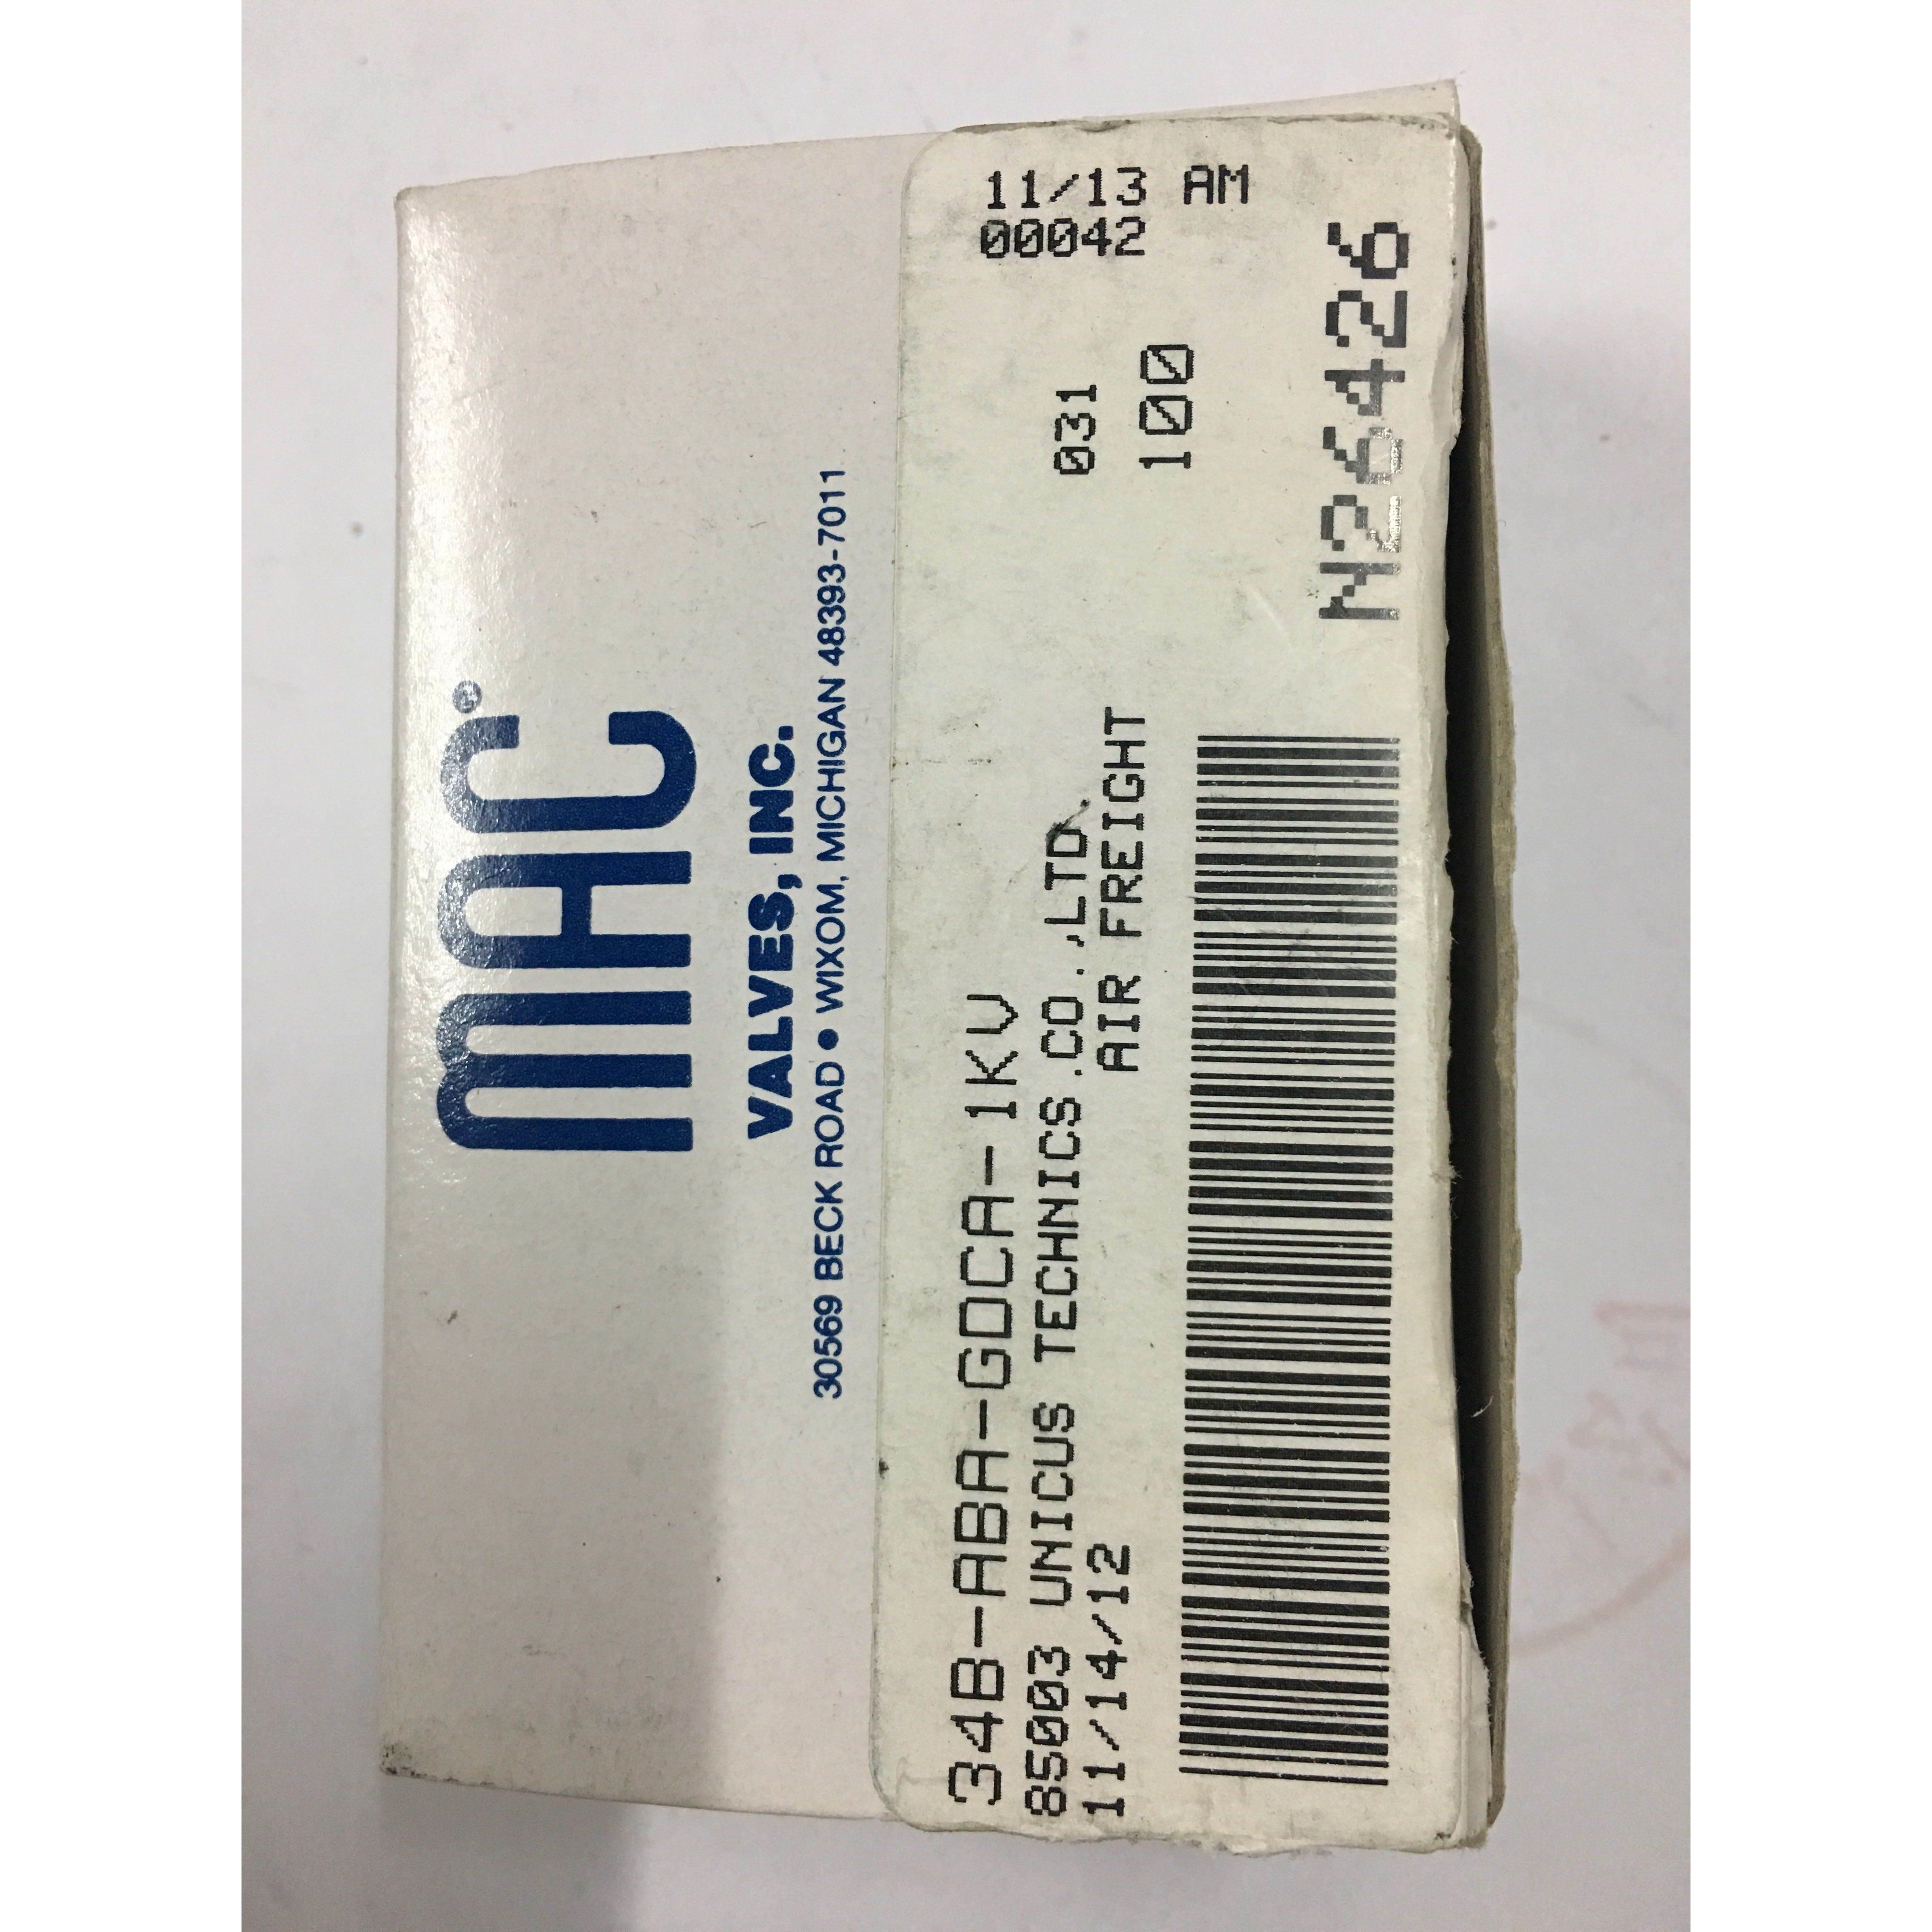 MAC®
VALVES, INC.
30569 BECK ROAD • WIXOM, MICHIGAN 48393-7011
11/13 AM
00042
34B-ABA-GDCA-1KV
85003 UNICUS TECHNICS.CO.,LTD. 031
11/14/12 AIR FREIGHT 100
N26426